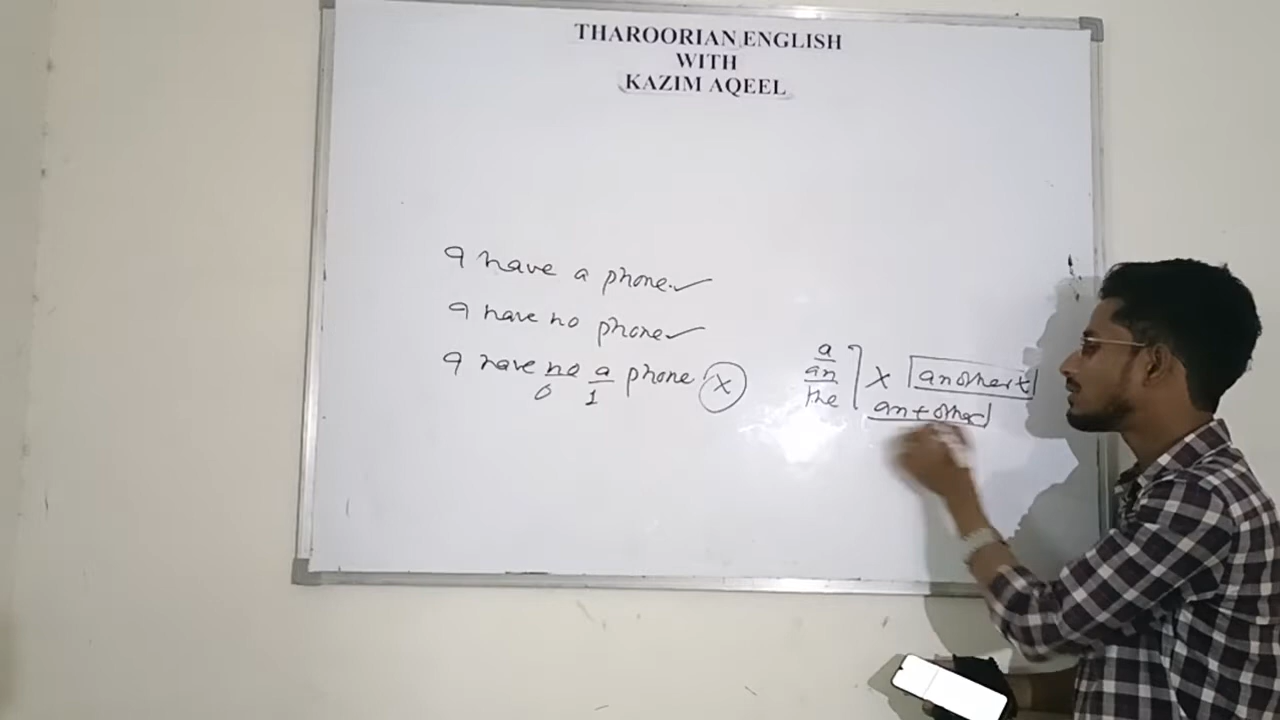 THAROORIAN ENGLISH
WITH
KAZIM AQEEL
I have a phone. ✓
I have no phone ✓
I have no a phone. X
0 1
a
an
the
X another
an + other